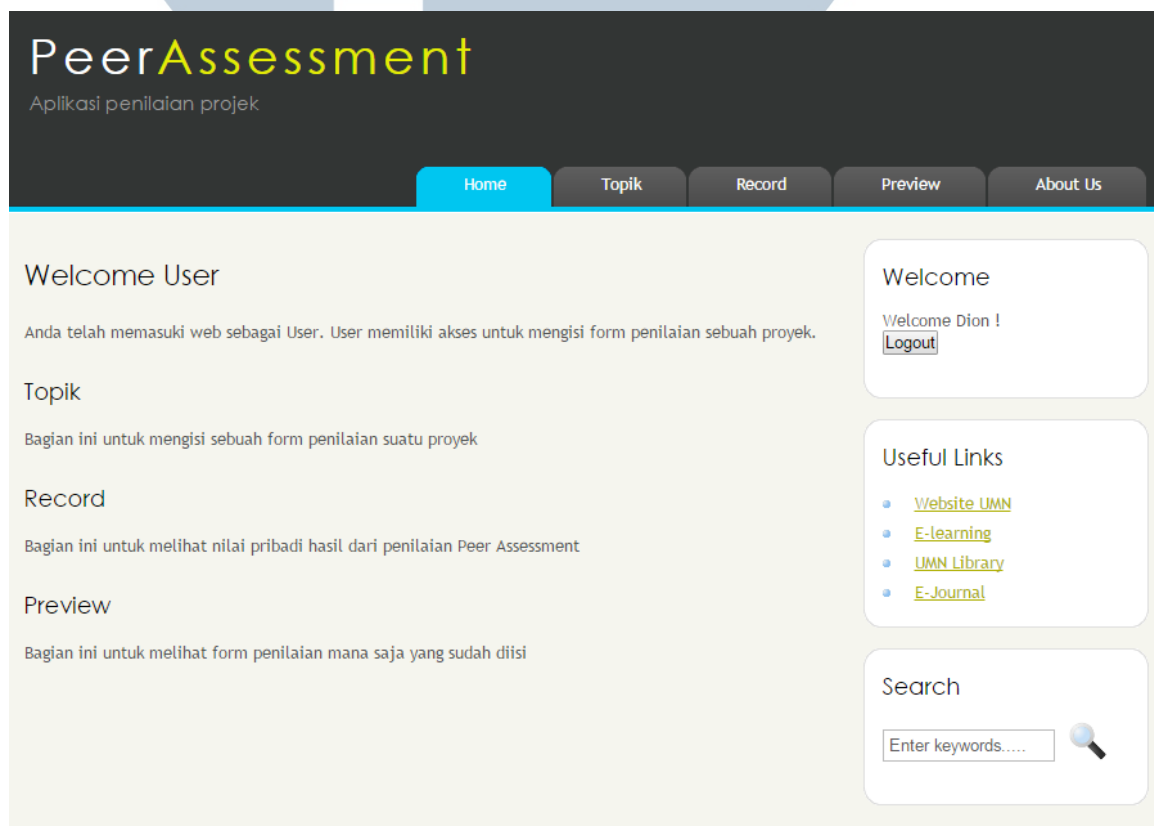 PeerAssessment
Aplikasi penilaian projek
Home Topik Record Preview About Us
Welcome User
Anda telah memasuki web sebagai User. User memiliki akses untuk mengisi form penilaian sebuah proyek.
Topik
Bagian ini untuk mengisi sebuah form penilaian suatu proyek
Record
Bagian ini untuk melihat nilai pribadi hasil dari penilaian Peer Assessment
Preview
Bagian ini untuk melihat form penilaian mana saja yang sudah diisi
Welcome
Welcome Dion !
Logout
Useful Links
Website UMN
E-learning
UMN Library
E-Journal
Search
Enter keywords.....